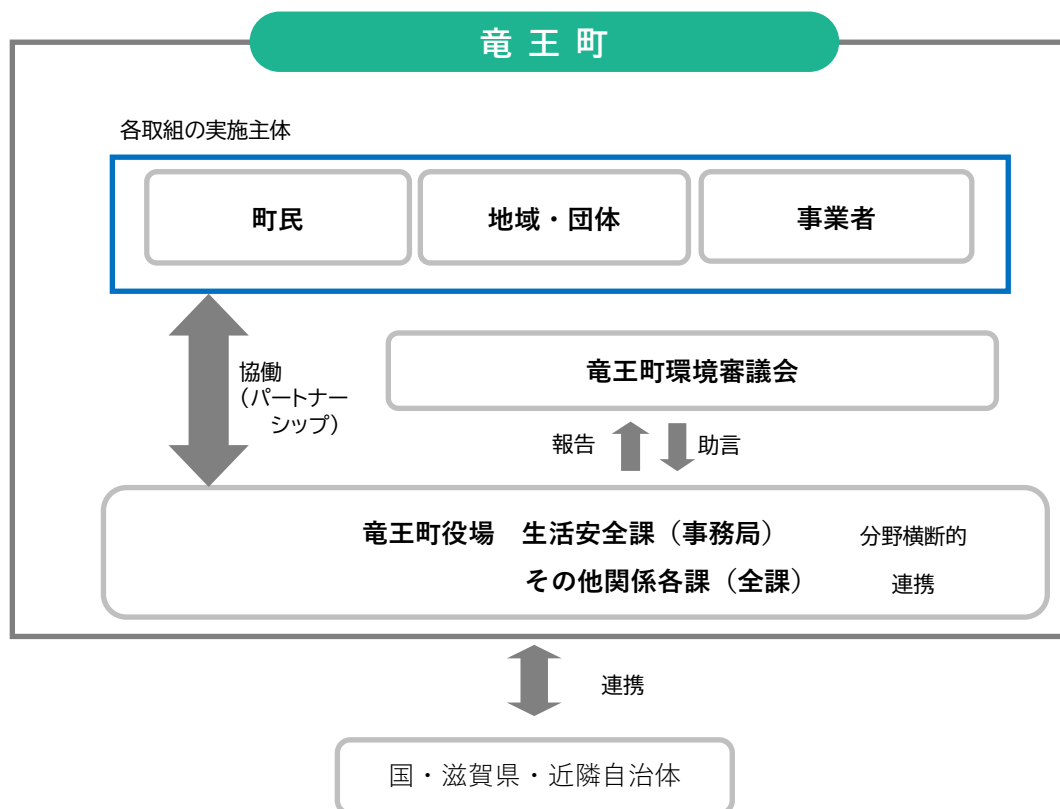 竜王町
各取組の実施主体
町民
地域・団体
事業者
協働
（パートナー
シップ）
竜王町環境審議会
報告
助言
竜王町役場　生活安全課（事務局）
分野横断的
その他関係各課（全課）
連携
連携
国・滋賀県・近隣自治体